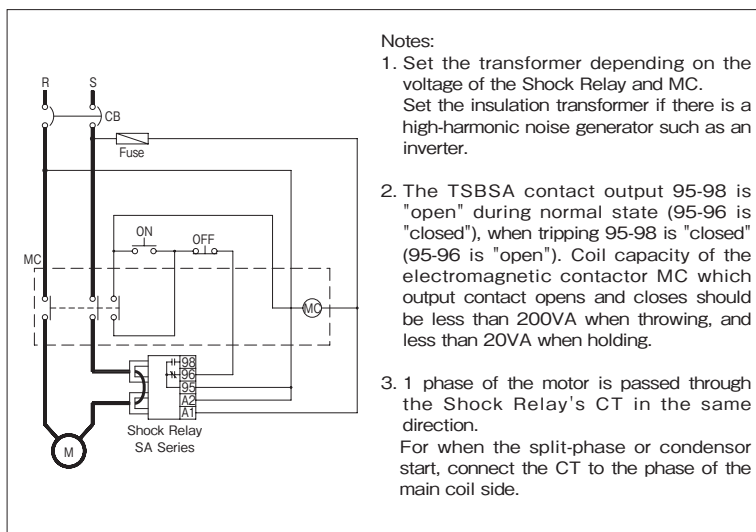 R S
CB
Fuse
ON
OFF
MC
MC
98
96
95
A2
A1
Shock Relay
SA Series
M
Notes:
1. Set the transformer depending on the
voltage of the Shock Relay and MC.
Set the insulation transformer if there is a
high-harmonic noise generator such as an
inverter.
2. The TSBSA contact output 95-98 is
"open" during normal state (95-96 is
"closed"), when tripping 95-98 is "closed"
(95-96 is "open"). Coil capacity of the
electromagnetic contactor MC which
output contact opens and closes should
be less than 200VA when throwing, and
less than 20VA when holding.
3. 1 phase of the motor is passed through
the Shock Relay's CT in the same
direction.
For when the split-phase or condensor
start, connect the CT to the phase of the
main coil side.